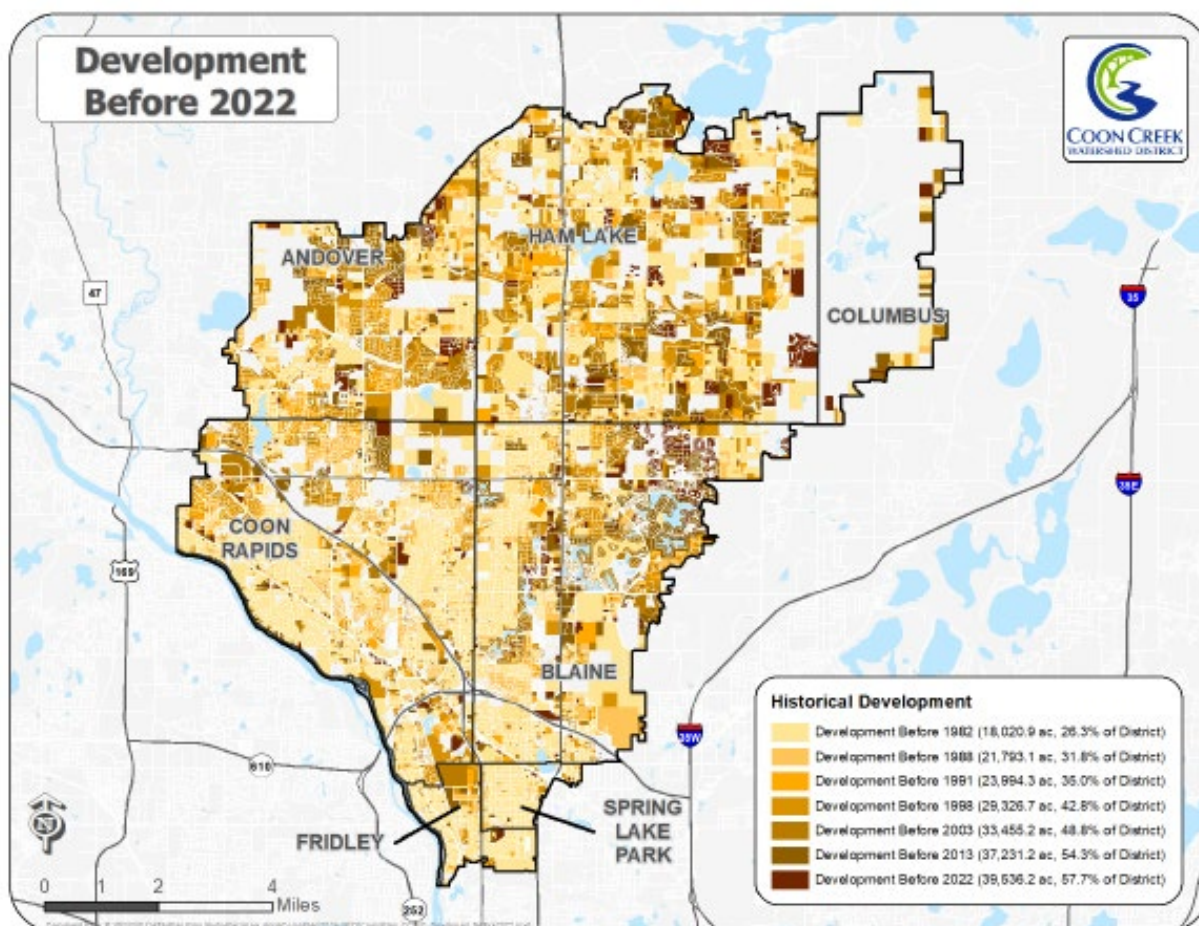 Development
Before 2022
COON CREEK
WATERSHED DISTRICT
HAM LAKE
ANDOVER
47
35
COLUMBUS
35E
COON
RAPIDS
169
BLAINE
Historical Development
Development Before 1982 (18,020.9 ac, 26.3% of District)
Development Before 1988 (21,793.1 ac, 31.8% of District)
Development Before 1991 (23,994.3 ac, 35.0% of District)
Development Before 1998 (29,326.7 ac, 42.8% of District)
Development Before 2003 (33,455.2 ac, 48.8% of District)
Development Before 2013 (37,231.2 ac, 54.3% of District)
Development Before 2022 (39,636.2 ac, 57.7% of District)
35W
610
FRIDLEY
SPRING
LAKE
PARK
N
0 1 2 4
Miles
252